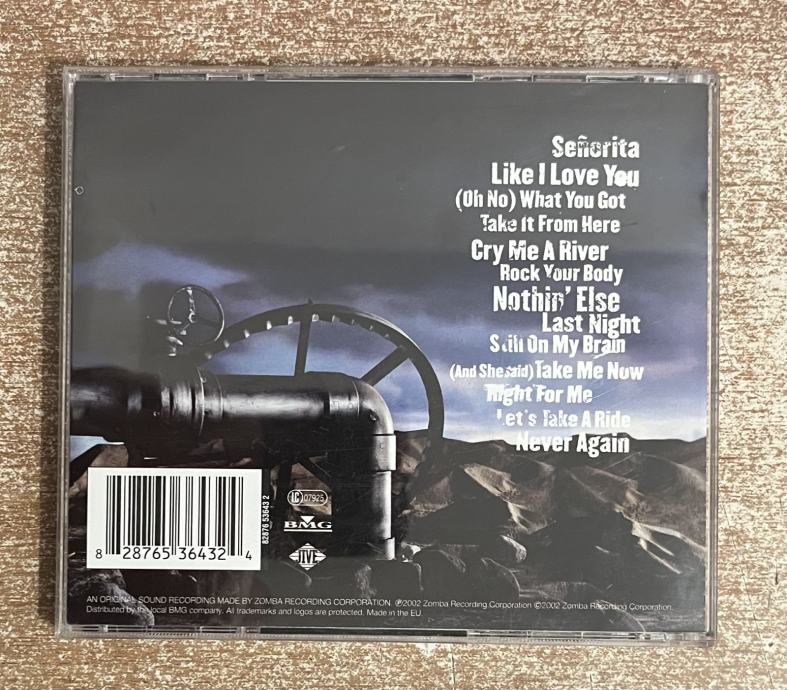 Señorita
Like I Love You
(Oh No) What You Got
Take It From Here
Cry Me A River
Rock Your Body
Nothin' Else
Last Night
Still On My Brain
(And She Said) Take Me Now
Right For Me
Let's Take A Ride
Never Again
82876 53643 2
LC 07925
BMG
JIVE
8 28765 36432 4
AN ORIGINAL SOUND RECORDING MADE BY ZOMBA RECORDING CORPORATION. ℗2002 Zomba Recording Corporation ©2002 Zomba Recording Corporation.
Distributed by the local BMG company. All trademarks and logos are protected. Made in the EU.